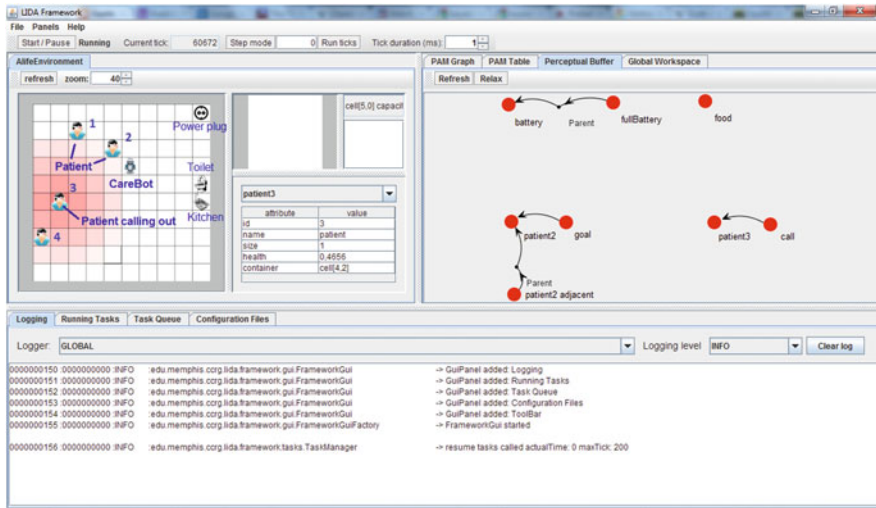 LIDA Framework
File Panels Help
Start / Pause Running Current tick: 60672 Step mode 0 Run ticks Tick duration (ms): 1
AlifeEnvironment
refresh zoom: 40
1
Power plug
2
Patient
Toilet
CareBot
3
Patient calling out
Kitchen
4
cell[5,0] capacit
patient3
attribute value
id 3
name patient
size 1
health 0,4656
container cell[4,2]
PAM Graph PAM Table Perceptual Buffer Global Workspace
Refresh Relax
battery Parent fullBattery food
patient2 goal patient3 call
Parent
patient2 adjacent
Logging Running Tasks Task Queue Configuration Files
Logger: GLOBAL Logging level INFO Clear log
0000000150 :0000000000 :INFO :edu.memphis.ccrg.lida.framework.gui.FrameworkGui -> GuiPanel added: Logging
0000000151 :0000000000 :INFO :edu.memphis.ccrg.lida.framework.gui.FrameworkGui -> GuiPanel added: Running Tasks
0000000152 :0000000000 :INFO :edu.memphis.ccrg.lida.framework.gui.FrameworkGui -> GuiPanel added: Task Queue
0000000153 :0000000000 :INFO :edu.memphis.ccrg.lida.framework.gui.FrameworkGui -> GuiPanel added: Configuration Files
0000000154 :0000000000 :INFO :edu.memphis.ccrg.lida.framework.gui.FrameworkGui -> GuiPanel added: ToolBar
0000000155 :0000000000 :INFO :edu.memphis.ccrg.lida.framework.gui.FrameworkGuiFactory -> FrameworkGui started
0000000156 :0000000000 :INFO :edu.memphis.ccrg.lida.framework.tasks.TaskManager -> resume tasks called actualTime: 0 maxTick: 200